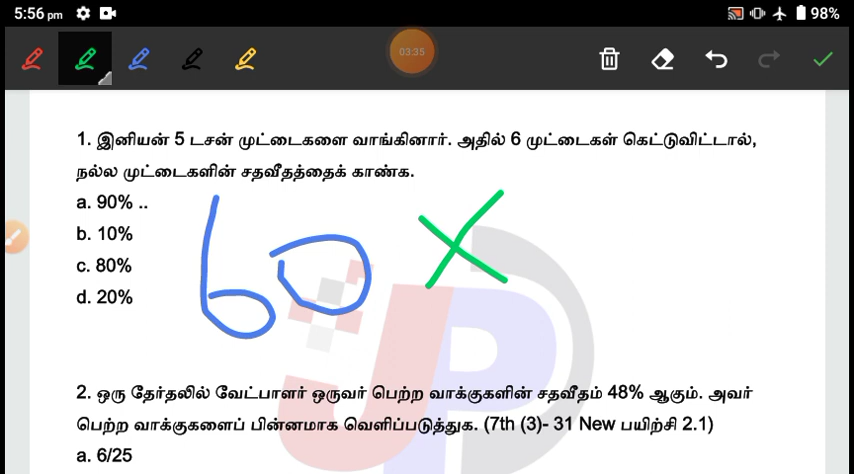 5:56 pm 98%
03:35
1. இனியன் 5 டசன் முட்டைகளை வாங்கினார். அதில் 6 முட்டைகள் கெட்டுவிட்டால்,
நல்ல முட்டைகளின் சதவீதத்தைக் காண்க.
a. 90% ..
b. 10%
c. 80%
d. 20%
60 ×
JP
2. ஒரு தேர்தலில் வேட்பாளர் ஒருவர் பெற்ற வாக்குகளின் சதவீதம் 48% ஆகும். அவர்
பெற்ற வாக்குகளைப் பின்னமாக வெளிப்படுத்துக. (7th (3)- 31 New பயிற்சி 2.1)
a. 6/25